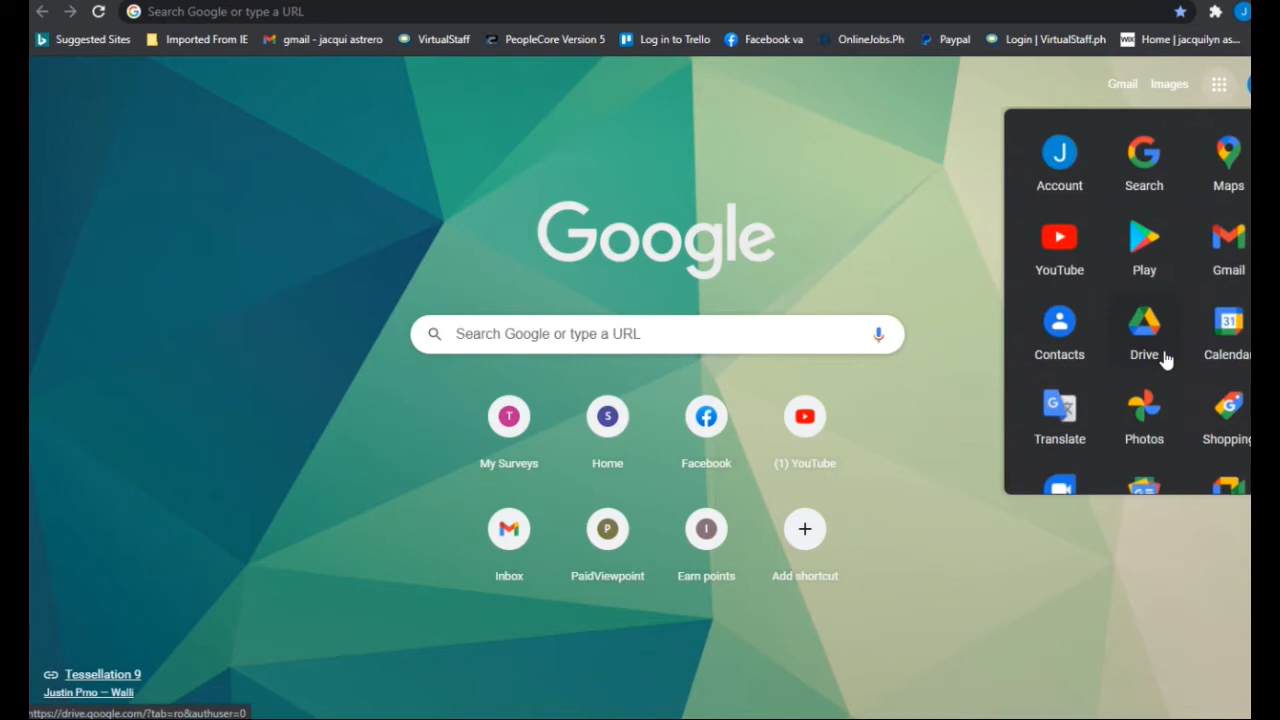 Search Google or type a URL
Suggested Sites Imported From IE gmail - jacqui astrero VirtualStaff PeopleCore Version 5 Log in to Trello Facebook va OnlineJobs.Ph Paypal Login | VirtualStaff.ph WIX Home | jacquilyn as...
Gmail Images
J
Account Search Maps
YouTube Play Gmail
31
Contacts Drive Calendar
Translate Photos Shopping
Google
Search Google or type a URL
T S
My Surveys Home Facebook (1) YouTube
P I
Inbox PaidViewpoint Earn points Add shortcut
Tessellation 9
Justin Prno — Walli
https://drive.google.com/?tab=ro&authuser=0